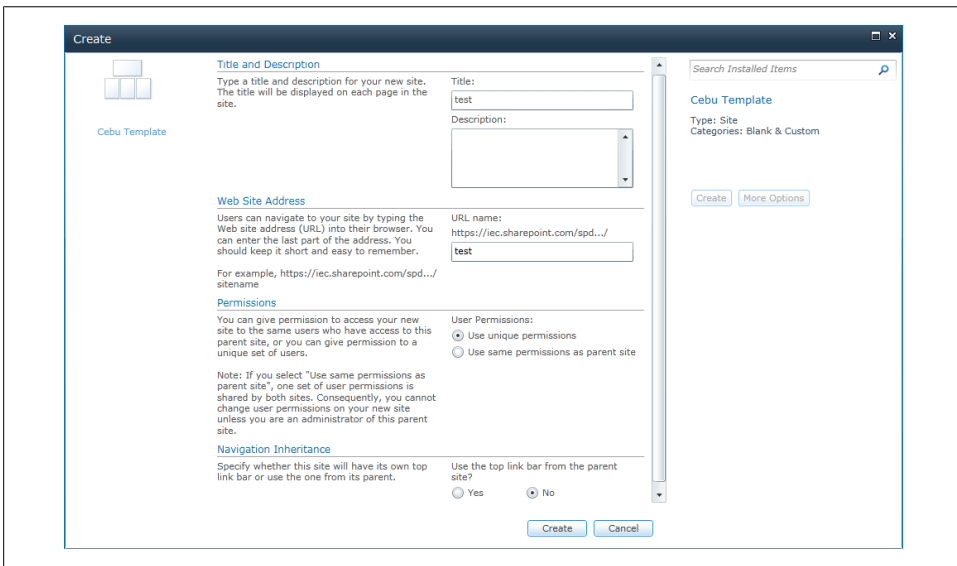 Create
Cebu Template
Title and Description
Type a title and description for your new site.
The title will be displayed on each page in the
site.
Title:
test
Description:
Web Site Address
Users can navigate to your site by typing the
Web site address (URL) into their browser. You
can enter the last part of the address. You
should keep it short and easy to remember.
For example, https://iec.sharepoint.com/spd.../
sitename
URL name:
https://iec.sharepoint.com/spd.../
test
Permissions
You can give permission to access your new
site to the same users who have access to this
parent site, or you can give permission to a
unique set of users.
Note: If you select "Use same permissions as
parent site", one set of user permissions is
shared by both sites. Consequently, you cannot
change user permissions on your new site
unless you are an administrator of this parent
site.
User Permissions:
Use unique permissions
Use same permissions as parent site
Navigation Inheritance
Specify whether this site will have its own top
link bar or use the one from its parent.
Use the top link bar from the parent
site?
Yes No
Create Cancel
Search Installed Items
Cebu Template
Type: Site
Categories: Blank & Custom
Create More Options